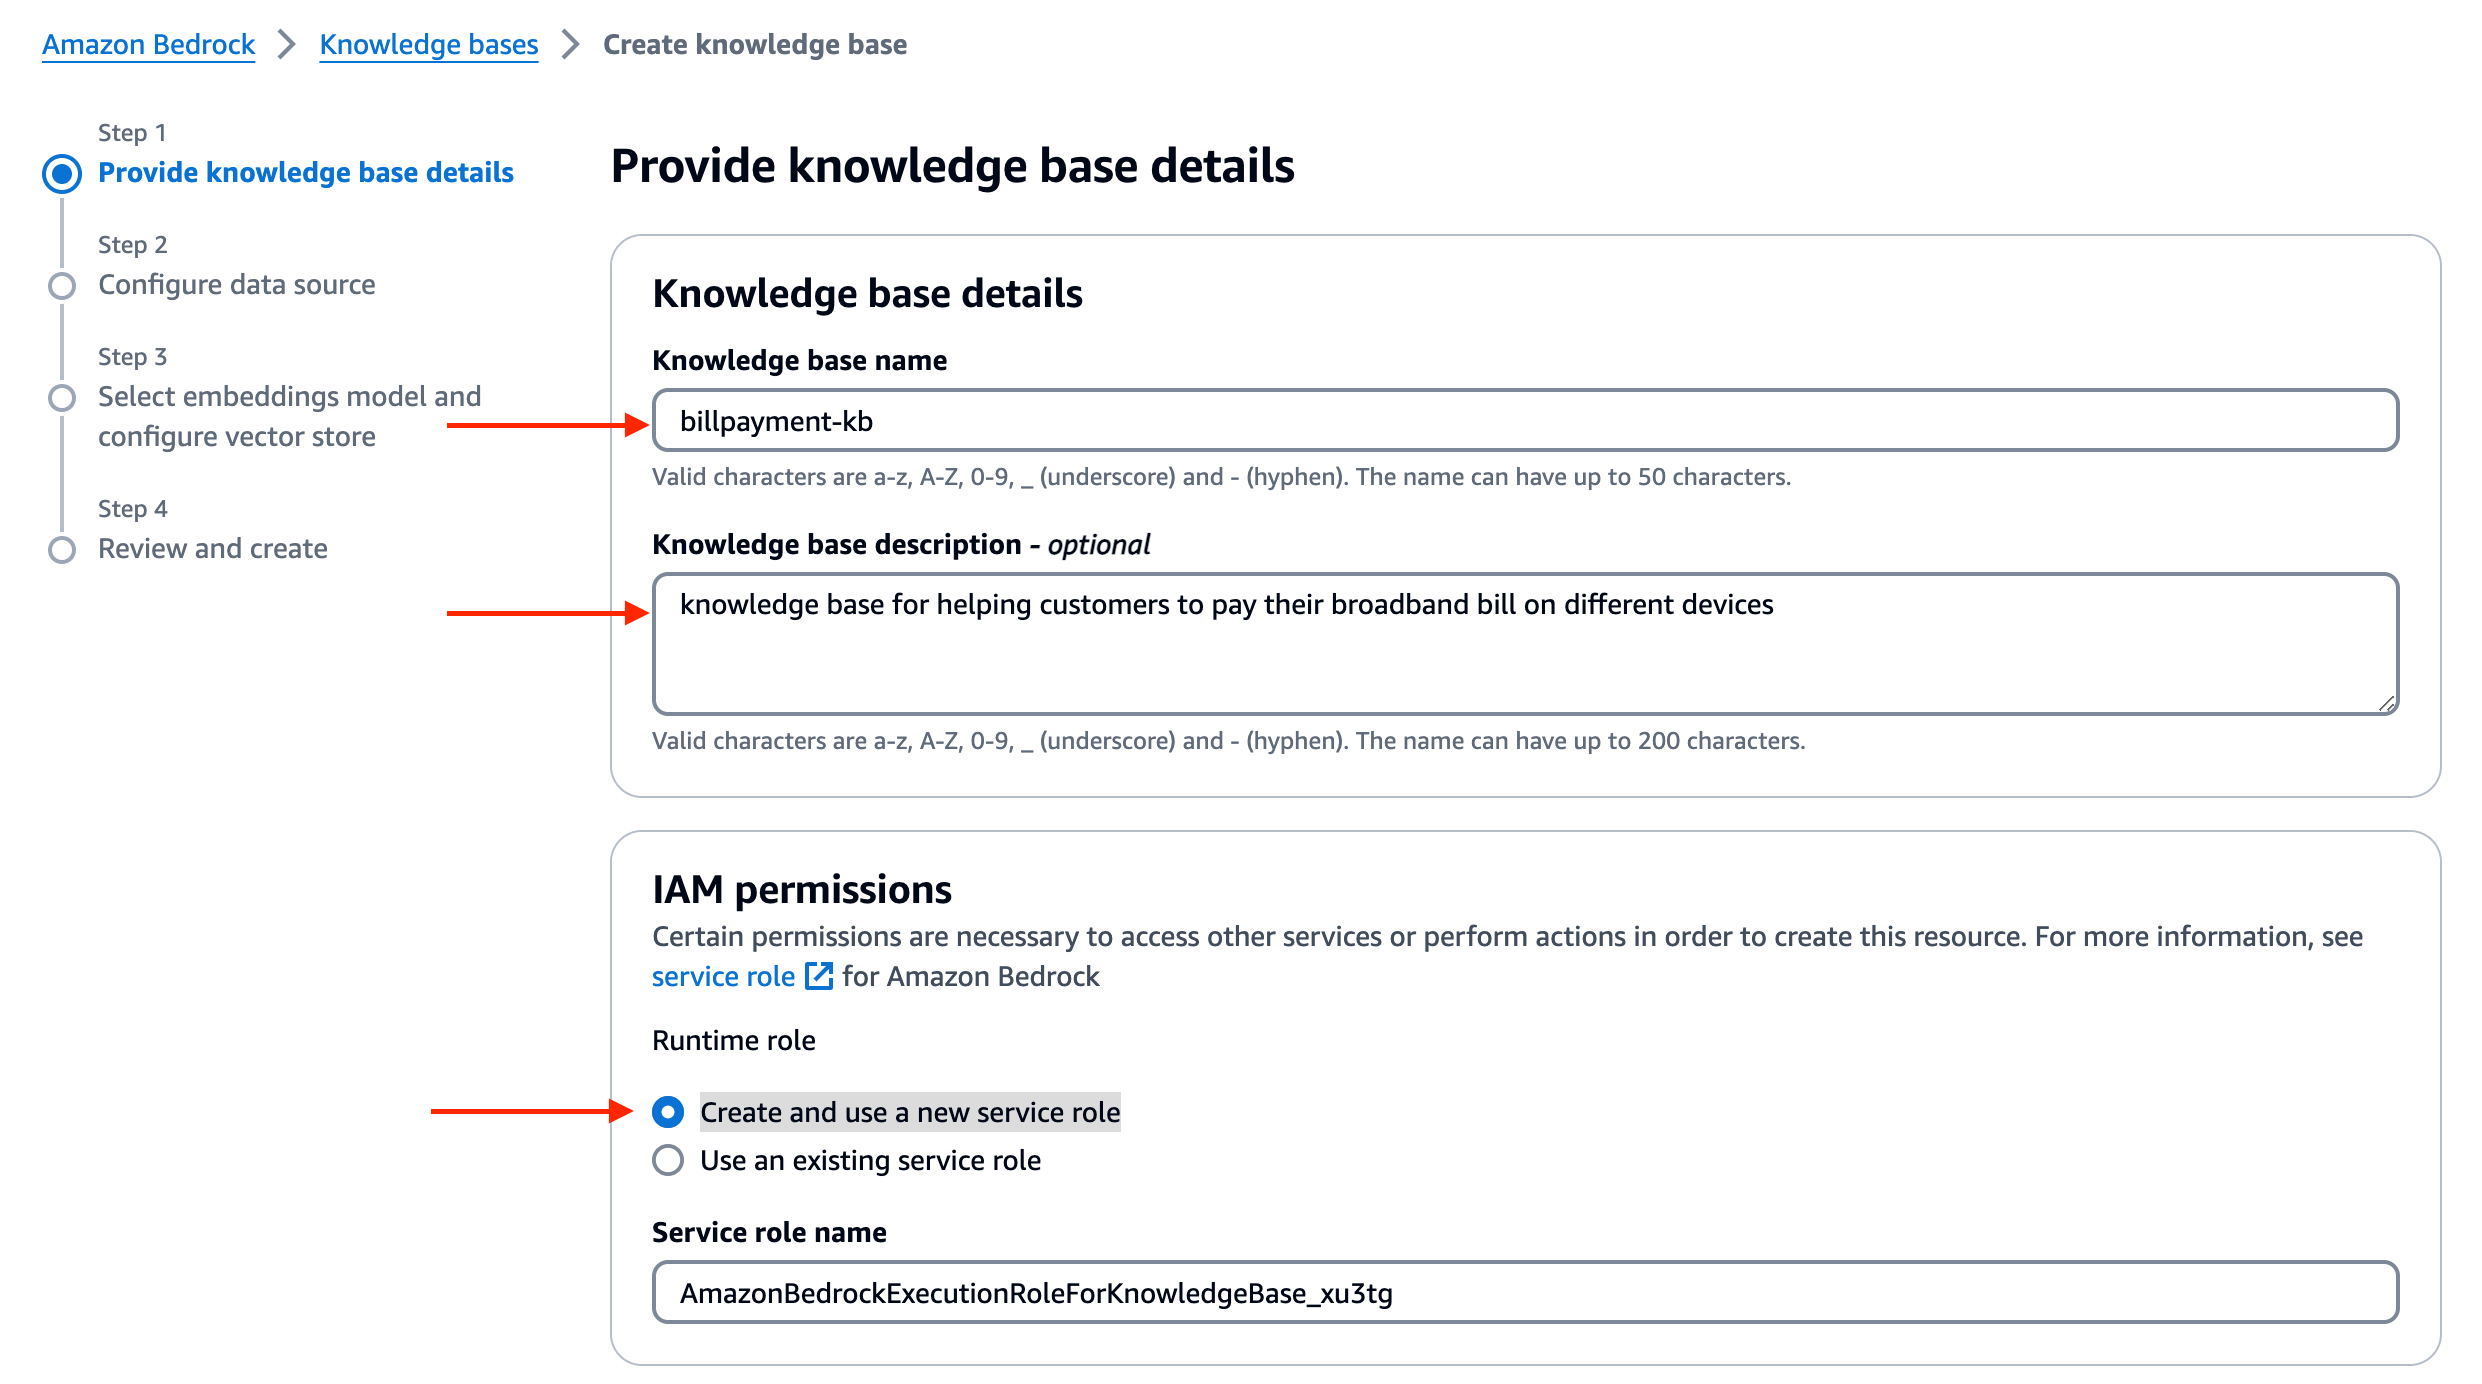 Amazon Bedrock > Knowledge bases > Create knowledge base
Step 1
Provide knowledge base details
Step 2
Configure data source
Step 3
Select embeddings model and
configure vector store
Step 4
Review and create
Provide knowledge base details
Knowledge base details
Knowledge base name
billpayment-kb
Valid characters are a-z, A-Z, 0-9, _ (underscore) and - (hyphen). The name can have up to 50 characters.
Knowledge base description - optional
knowledge base for helping customers to pay their broadband bill on different devices
Valid characters are a-z, A-Z, 0-9, _ (underscore) and - (hyphen). The name can have up to 200 characters.
IAM permissions
Certain permissions are necessary to access other services or perform actions in order to create this resource. For more information, see
service role for Amazon Bedrock
Runtime role
Create and use a new service role
Use an existing service role
Service role name
AmazonBedrockExecutionRoleForKnowledgeBase_xu3tg